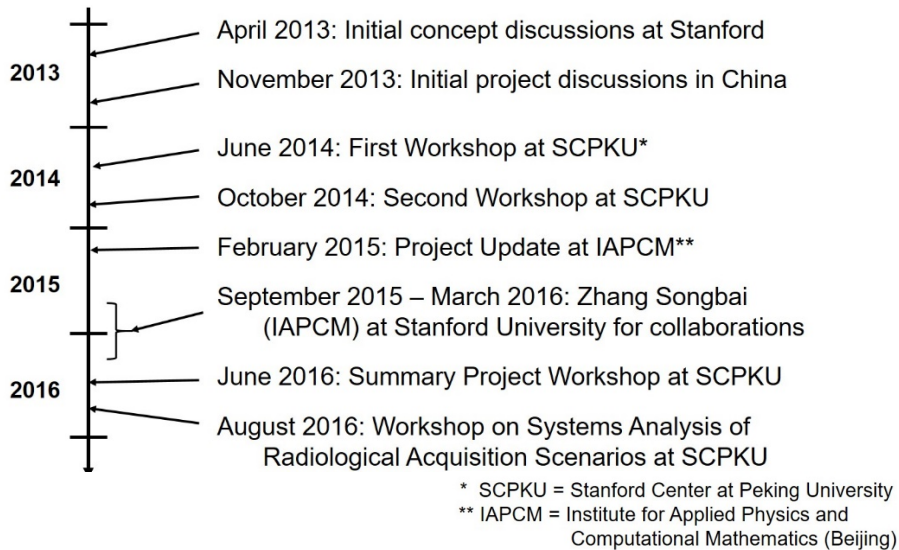 April 2013: Initial concept discussions at Stanford
2013
November 2013: Initial project discussions in China
June 2014: First Workshop at SCPKU*
2014
October 2014: Second Workshop at SCPKU
February 2015: Project Update at IAPCM**
2015
September 2015 – March 2016: Zhang Songbai
(IAPCM) at Stanford University for collaborations
June 2016: Summary Project Workshop at SCPKU
2016
August 2016: Workshop on Systems Analysis of
Radiological Acquisition Scenarios at SCPKU
* SCPKU = Stanford Center at Peking University
** IAPCM = Institute for Applied Physics and
Computational Mathematics (Beijing)